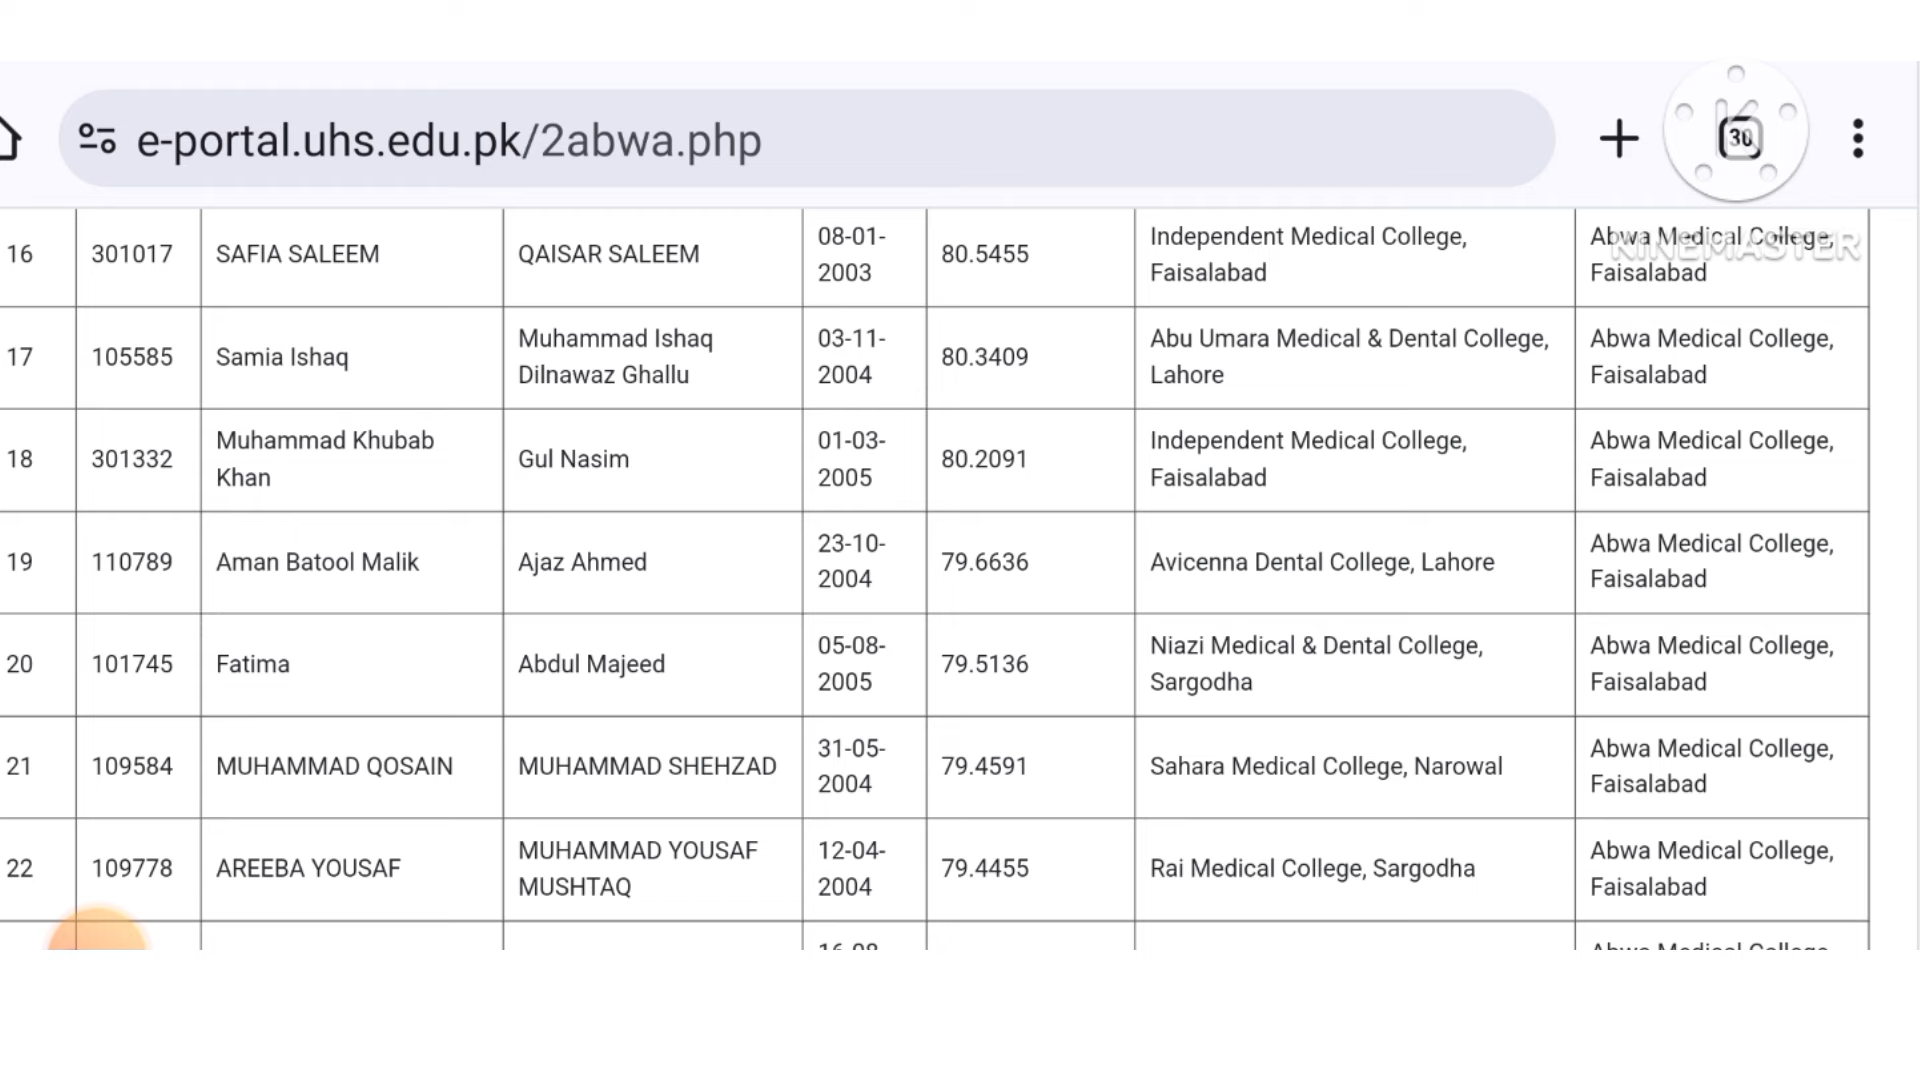 e-portal.uhs.edu.pk/2abwa.php
30
KINEMASTER
16 301017 SAFIA SALEEM QAISAR SALEEM 08-01-2003 80.5455 Independent Medical College, Faisalabad Abwa Medical College, Faisalabad
17 105585 Samia Ishaq Muhammad Ishaq Dilnawaz Ghallu 03-11-2004 80.3409 Abu Umara Medical & Dental College, Lahore Abwa Medical College, Faisalabad
18 301332 Muhammad Khubab Khan Gul Nasim 01-03-2005 80.2091 Independent Medical College, Faisalabad Abwa Medical College, Faisalabad
19 110789 Aman Batool Malik Ajaz Ahmed 23-10-2004 79.6636 Avicenna Dental College, Lahore Abwa Medical College, Faisalabad
20 101745 Fatima Abdul Majeed 05-08-2005 79.5136 Niazi Medical & Dental College, Sargodha Abwa Medical College, Faisalabad
21 109584 MUHAMMAD QOSAIN MUHAMMAD SHEHZAD 31-05-2004 79.4591 Sahara Medical College, Narowal Abwa Medical College, Faisalabad
22 109778 AREEBA YOUSAF MUHAMMAD YOUSAF MUSHTAQ 12-04-2004 79.4455 Rai Medical College, Sargodha Abwa Medical College, Faisalabad